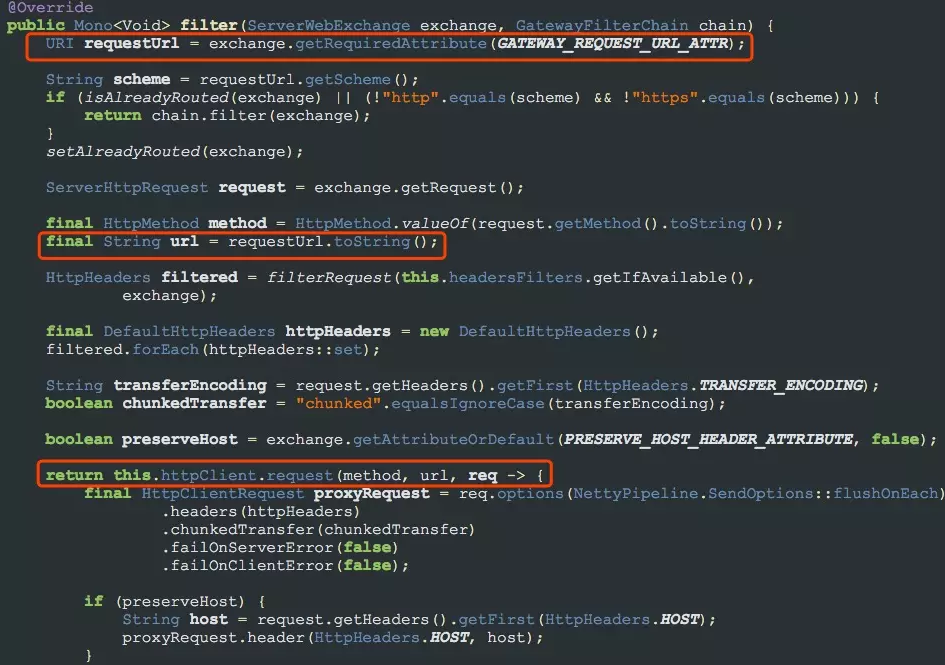 @Override
public Mono<Void> filter(ServerWebExchange exchange, GatewayFilterChain chain) {
    URI requestUrl = exchange.getRequiredAttribute(GATEWAY_REQUEST_URL_ATTR);

    String scheme = requestUrl.getScheme();
    if (isAlreadyRouted(exchange) || (!"http".equals(scheme) && !"https".equals(scheme))) {
        return chain.filter(exchange);
    }
    setAlreadyRouted(exchange);

    ServerHttpRequest request = exchange.getRequest();

    final HttpMethod method = HttpMethod.valueOf(request.getMethod().toString());
    final String url = requestUrl.toString();

    HttpHeaders filtered = filterRequest(this.headersFilters.getIfAvailable(),
            exchange);

    final DefaultHttpHeaders httpHeaders = new DefaultHttpHeaders();
    filtered.forEach(httpHeaders::set);

    String transferEncoding = request.getHeaders().getFirst(HttpHeaders.TRANSFER_ENCODING);
    boolean chunkedTransfer = "chunked".equalsIgnoreCase(transferEncoding);

    boolean preserveHost = exchange.getAttributeOrDefault(PRESERVE_HOST_HEADER_ATTRIBUTE, false);

    return this.httpClient.request(method, url, req -> {
        final HttpClientRequest proxyRequest = req.options(NettyPipeline.SendOptions::flushOnEach)
                .headers(httpHeaders)
                .chunkedTransfer(chunkedTransfer)
                .failOnServerError(false)
                .failOnClientError(false);

        if (preserveHost) {
            String host = request.getHeaders().getFirst(HttpHeaders.HOST);
            proxyRequest.header(HttpHeaders.HOST, host);
        }